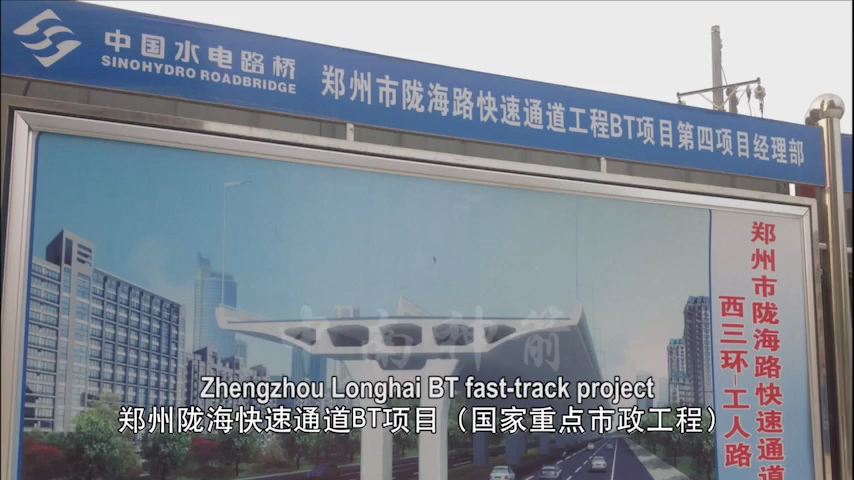 中国水电路桥
SINOHYDRO ROADBRIDGE
郑州市陇海路快速通道工程BT项目第四项目经理部
郑州市陇海路快速通道
西三环-工人路
Zhengzhou Longhai BT fast-track project
郑州陇海快速通道BT项目（国家重点市政工程）